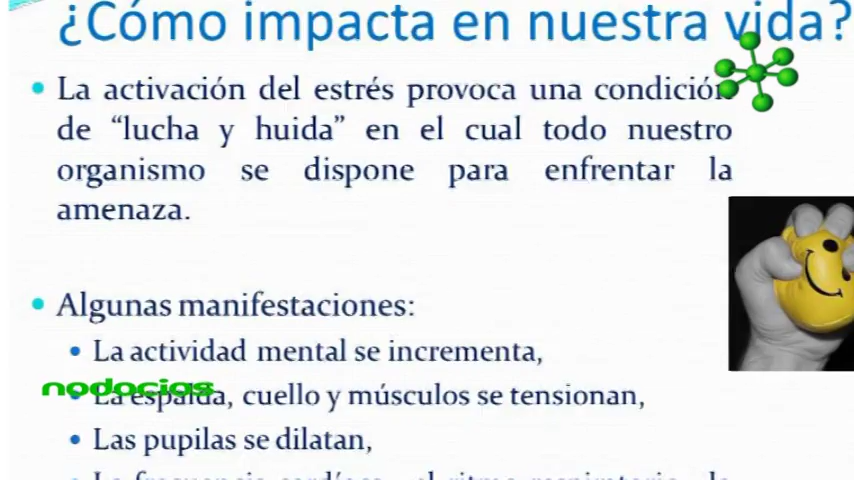 ¿Cómo impacta en nuestra vida?
La activación del estrés provoca una condición
de “lucha y huida” en el cual todo nuestro
organismo se dispone para enfrentar la
amenaza.
Algunas manifestaciones:
La actividad mental se incrementa,
nodocios
La espalda, cuello y músculos se tensionan,
Las pupilas se dilatan,